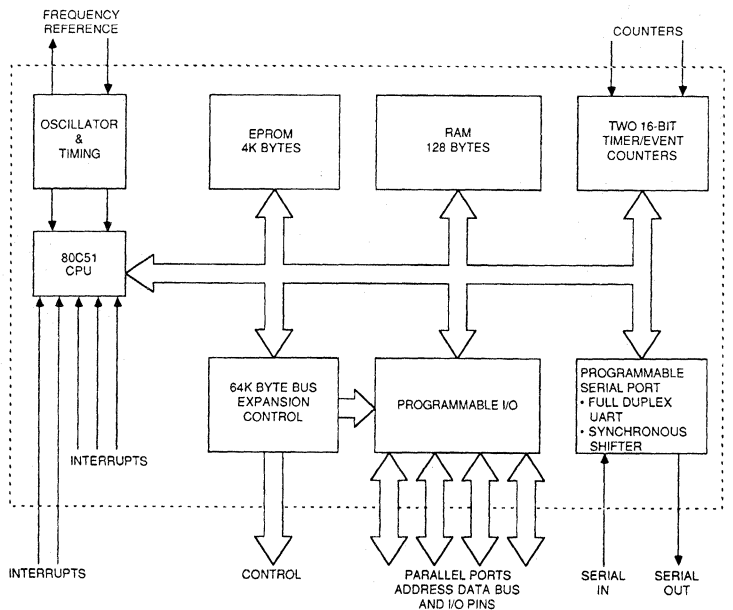 FREQUENCY
REFERENCE
COUNTERS
OSCILLATOR
&
TIMING
EPROM
4K BYTES
RAM
128 BYTES
TWO 16-BIT
TIMER/EVENT
COUNTERS
80C51
CPU
64K BYTE BUS
EXPANSION
CONTROL
PROGRAMMABLE I/O
PROGRAMMABLE
SERIAL PORT
• FULL DUPLEX
UART
• SYNCHRONOUS
SHIFTER
INTERRUPTS
INTERRUPTS
CONTROL
PARALLEL PORTS
ADDRESS DATA BUS
AND I/O PINS
SERIAL
IN
SERIAL
OUT